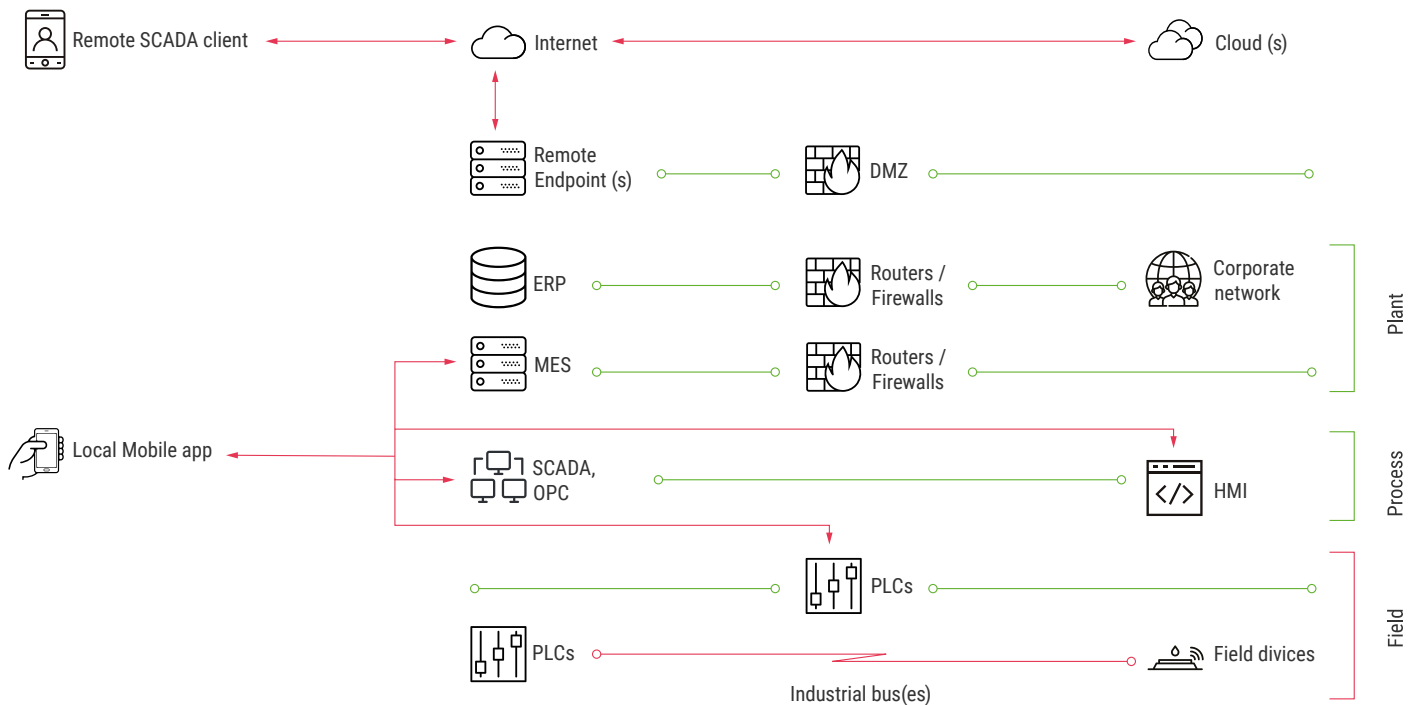 Remote SCADA client
Internet
Cloud (s)
Remote
Endpoint (s)
DMZ
ERP
Routers /
Firewalls
Corporate
network
Plant
MES
Routers /
Firewalls
Local Mobile app
SCADA,
OPC
HMI
Process
PLCs
Field
PLCs
Field divices
Industrial bus(es)